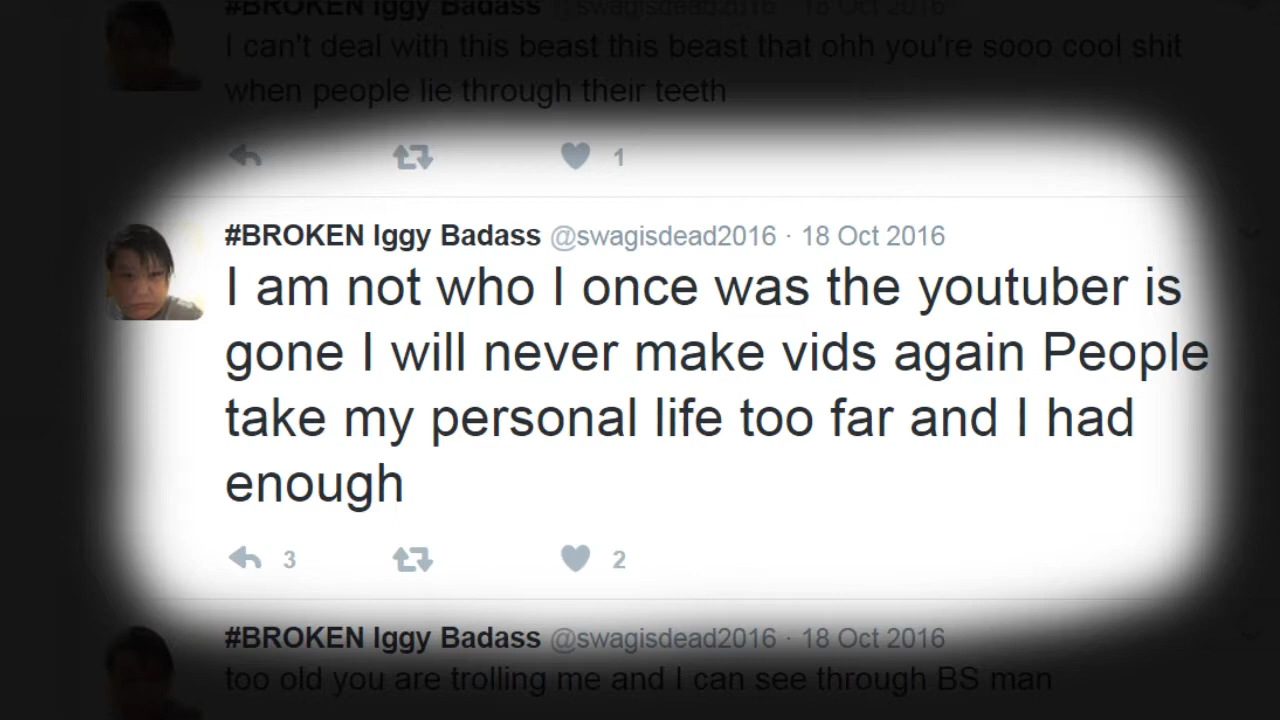 #BROKEN Iggy Badass @swagisdead2016 18 Oct 2016
I can't deal with this beast this beast that ohh you're sooo cool shit
when people lie through their teeth
1
#BROKEN Iggy Badass @swagisdead2016 · 18 Oct 2016
I am not who I once was the youtuber is
gone I will never make vids again People
take my personal life too far and I had
enough
3 2
#BROKEN Iggy Badass @swagisdead2016 · 18 Oct 2016
too old you are trolling me and I can see through BS man